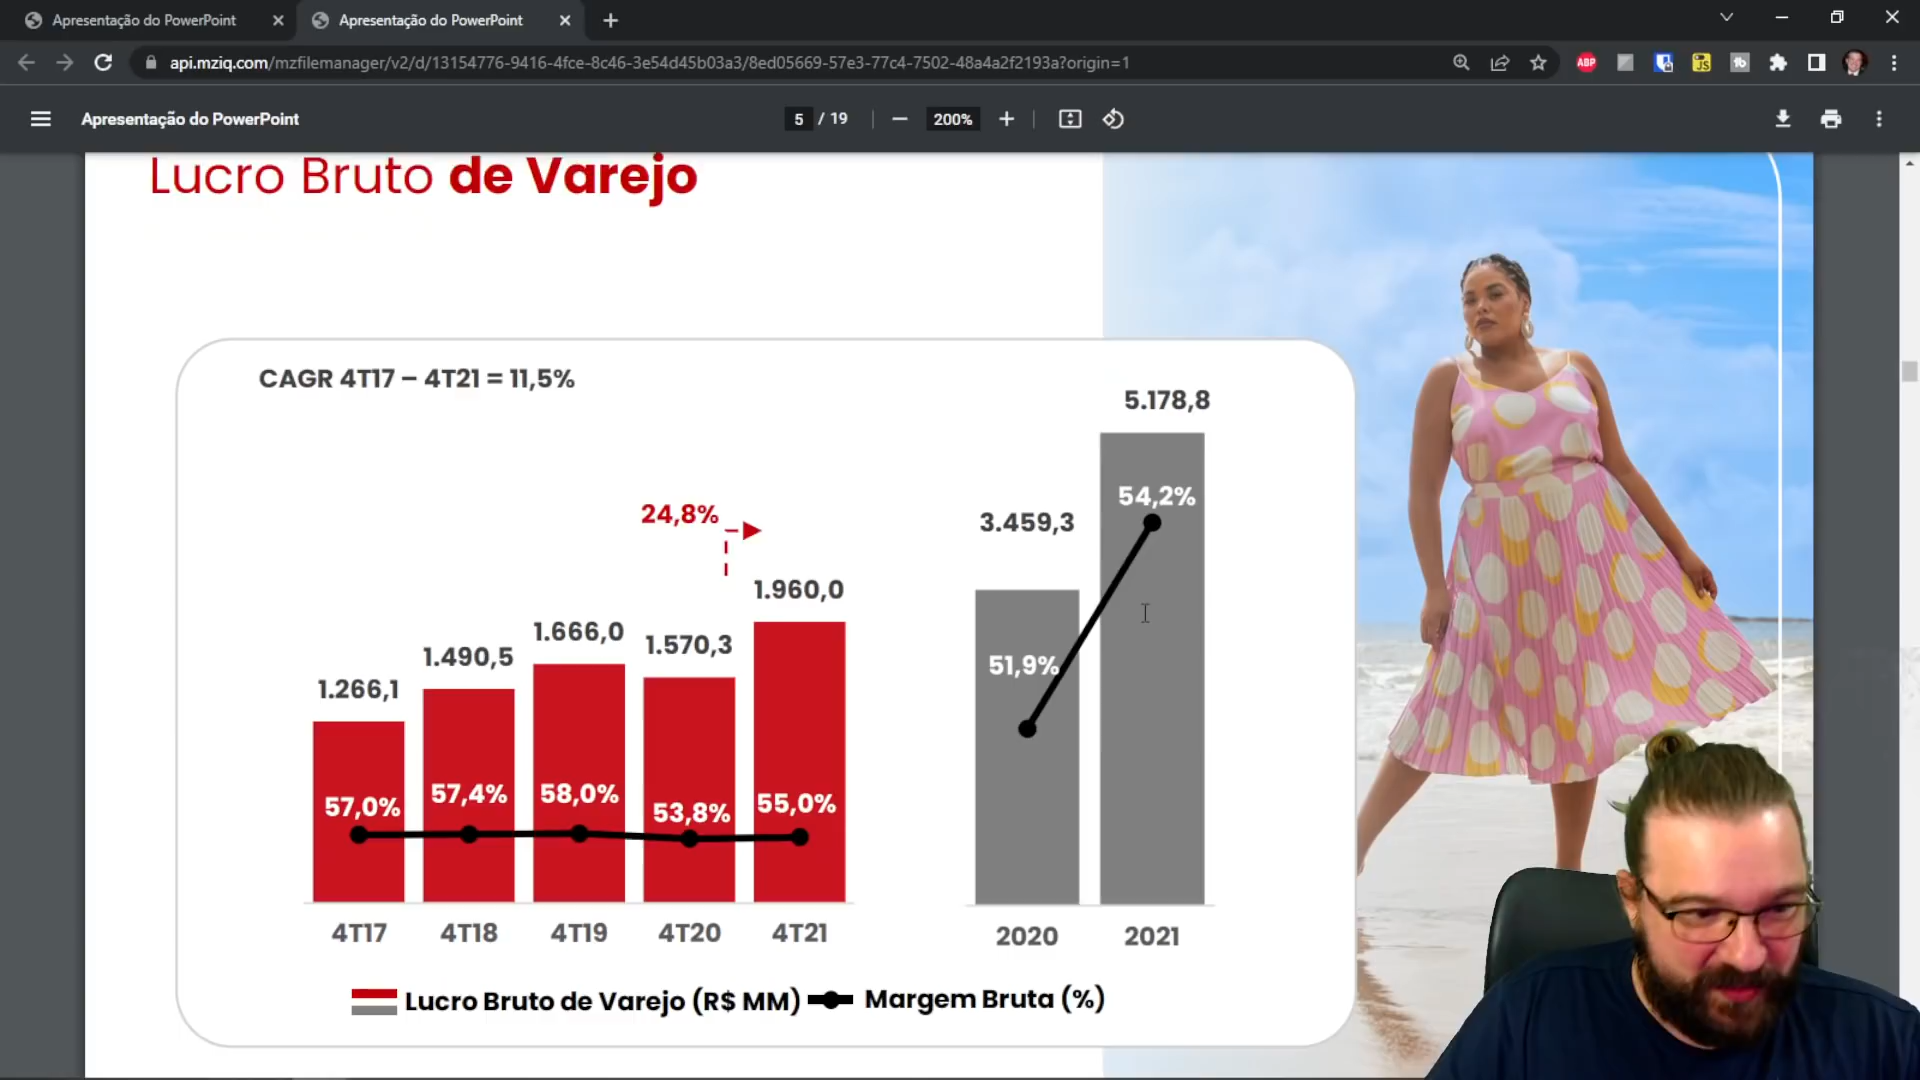 Apresentação do PowerPoint
Apresentação do PowerPoint
api.mziq.com/mzfilemanager/v2/d/13154776-9416-4fce-8c46-3e54d45b03a3/8ed05669-57e3-77c4-7502-48a4a2f2193a?origin=1
ABP
JS
tb
Apresentação do PowerPoint
5 / 19
200%
Lucro Bruto de Varejo
CAGR 4T17 – 4T21 = 11,5%
24,8%
1.266,1
1.490,5
1.666,0
1.570,3
1.960,0
57,0%
57,4%
58,0%
53,8%
55,0%
4T17
4T18
4T19
4T20
4T21
3.459,3
5.178,8
51,9%
54,2%
2020
2021
Lucro Bruto de Varejo (R$ MM)
Margem Bruta (%)